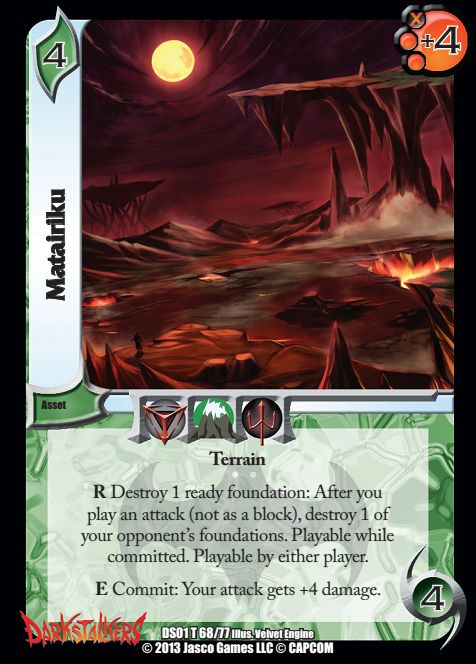 4
X
+4
Matairiku
Asset
Terrain
R Destroy 1 ready foundation: After you
play an attack (not as a block), destroy 1 of
your opponent's foundations. Playable while
committed. Playable by either player.
E Commit: Your attack gets +4 damage.
4
DARKSTALKERS
DS01 T 68/77 Illus. Velvet Engine
© 2013 Jasco Games LLC © CAPCOM